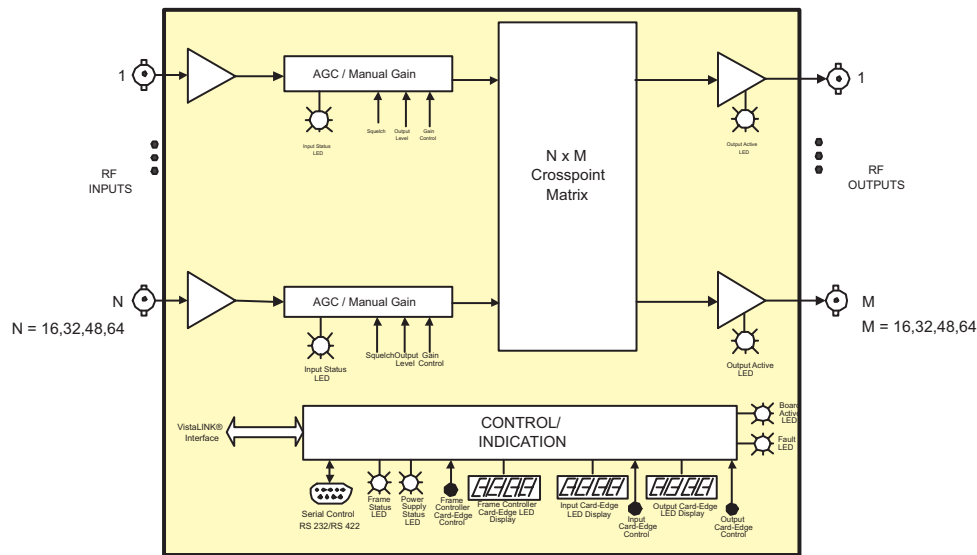 1
AGC / Manual Gain
1
Squelch
Output
Level
Gain
Control
Input Status
LED
Output Active
LED
N x M
Crosspoint
Matrix
RF
INPUTS
RF
OUTPUTS
N
N = 16,32,48,64
AGC / Manual Gain
M
M = 16,32,48,64
Squelch
Output
Level
Gain
Control
Input Status
LED
Output Active
LED
VistaLINK®
Interface
CONTROL/
INDICATION
Board
Active
LED
Fault
LED
Serial Control
RS 232/RS 422
Frame
Status
LED
Power
Supply
Status
LED
Frame
Controller
Card-Edge
Control
Frame Controller
Card-Edge LED
Display
Input Card-Edge
LED Display
Input
Card-Edge
Control
Output Card-Edge
LED Display
Output
Card-Edge
Control